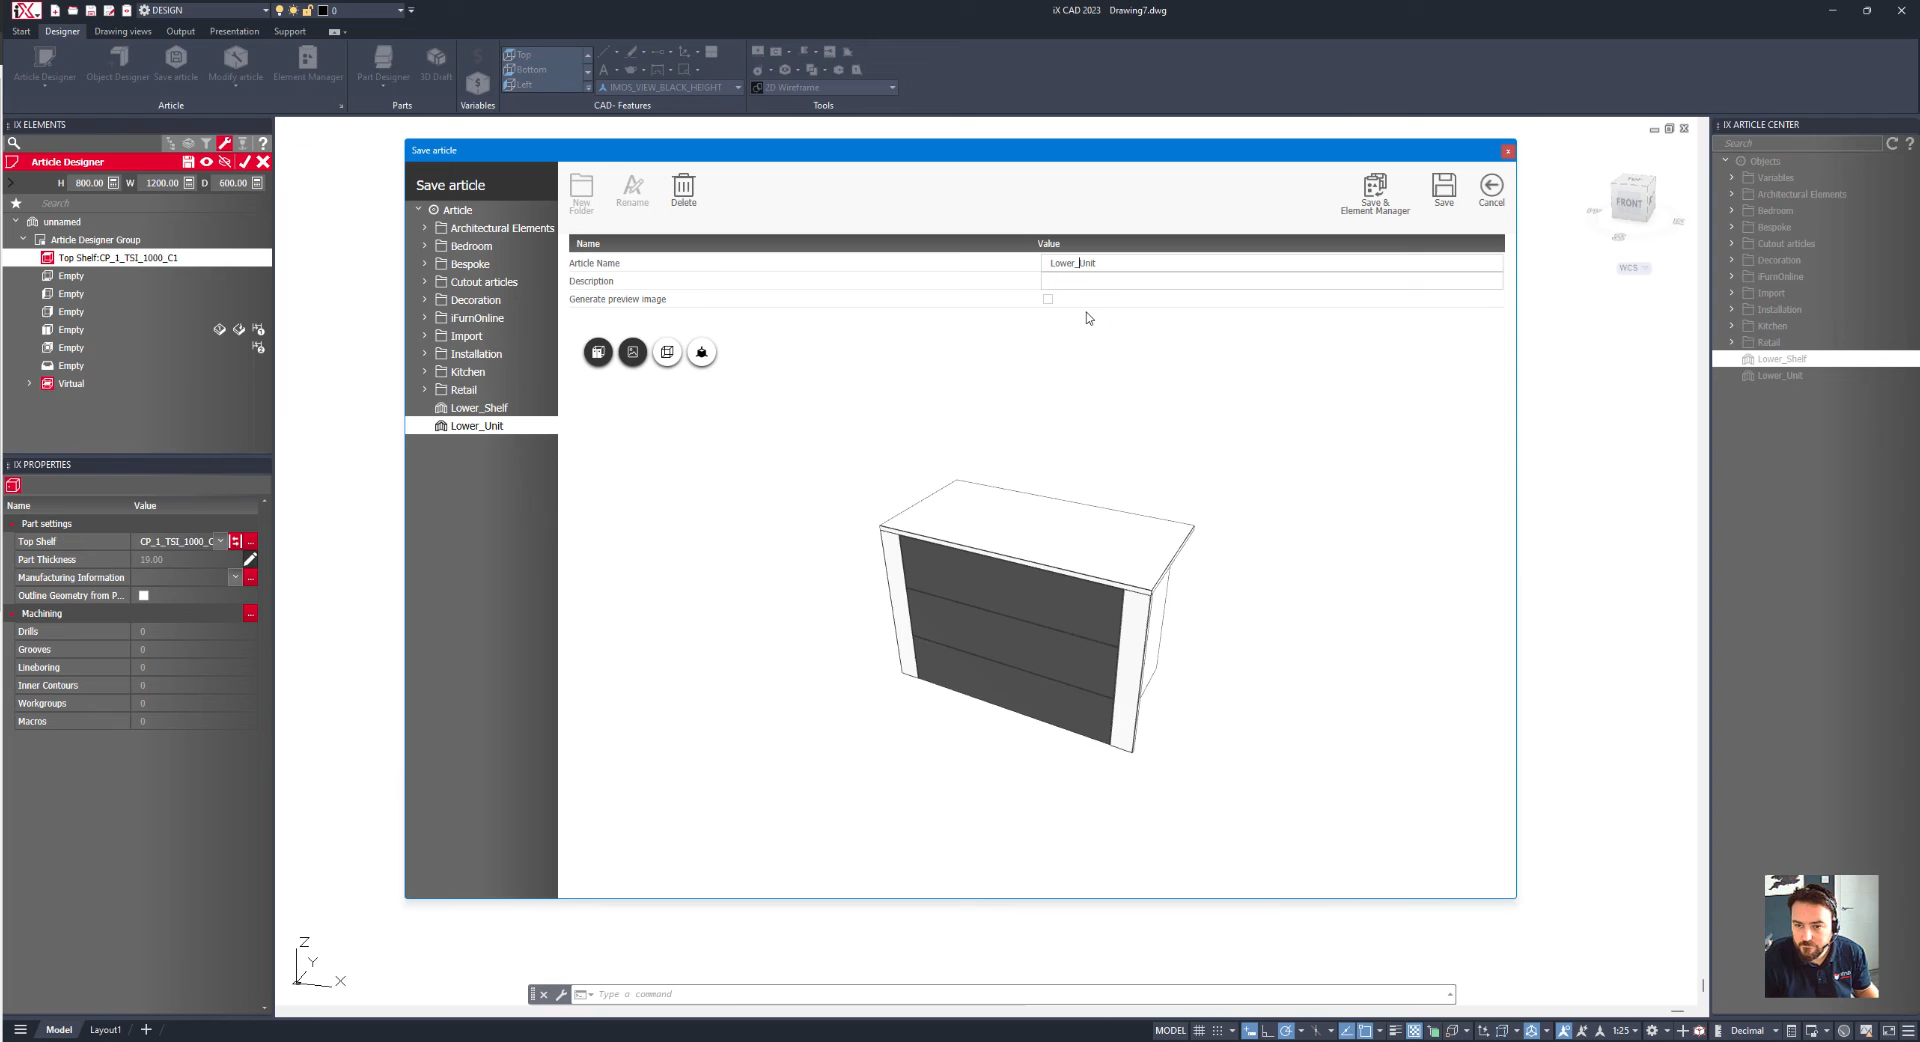 DESIGN
0
iX CAD 2023 Drawing7.dwg
Start Designer Drawing views Output Presentation Support
Article Designer Object Designer Save article Modify article Element Manager Part Designer 3D Draft
Top
Bottom
Left
IMOS_VIEW_BLACK_HEIGHT
2D Wireframe
Article Parts Variables CAD- Features Tools
IX ELEMENTS
Article Designer
H 800.00 W 1200.00 D 600.00
Search
unnamed
Article Designer Group
Top Shelf:CP_1_TSI_1000_C1
Empty
Empty
Empty
Empty
Empty
Empty
Virtual
IX PROPERTIES
Name Value
Part settings
Top Shelf CP_1_TSI_1000_C
Part Thickness 19.00
Manufacturing Information
Outline Geometry from P...
Machining
Drills 0
Grooves 0
Lineboring 0
Inner Contours 0
Workgroups 0
Macros 0
Save article
Save article
Article
Architectural Elements
Bedroom
Bespoke
Cutout articles
Decoration
iFurnOnline
Import
Installation
Kitchen
Retail
Lower_Shelf
Lower_Unit
New Folder
Rename
Delete
Save & Element Manager
Save
Cancel
Name Value
Article Name Lower_Unit
Description
Generate preview image
TOP
FRONT
WCS
IX ARTICLE CENTER
Search
Objects
Variables
Architectural Elements
Bedroom
Bespoke
Cutout articles
Decoration
iFurnOnline
Import
Installation
Kitchen
Retail
Lower_Shelf
Lower_Unit
Z
Y
X
Type a command
Model Layout1
MODEL 1:25 Decimal